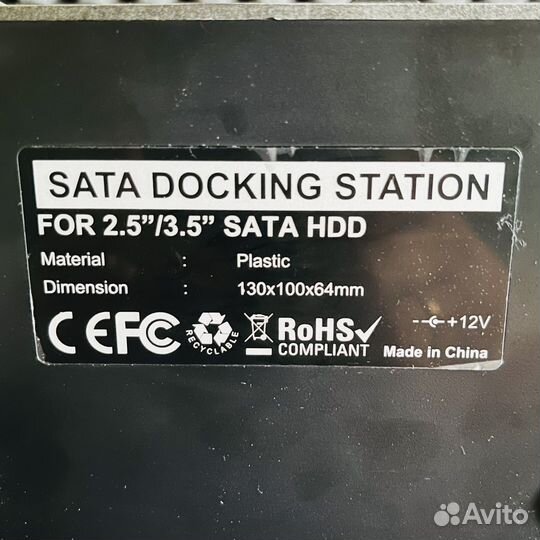 SATA DOCKING STATION
FOR 2.5”/3.5” SATA HDD
Material : Plastic
Dimension : 130x100x64mm
CE FC RECYCLABLE RoHS COMPLIANT +12V
Made in China
Avito